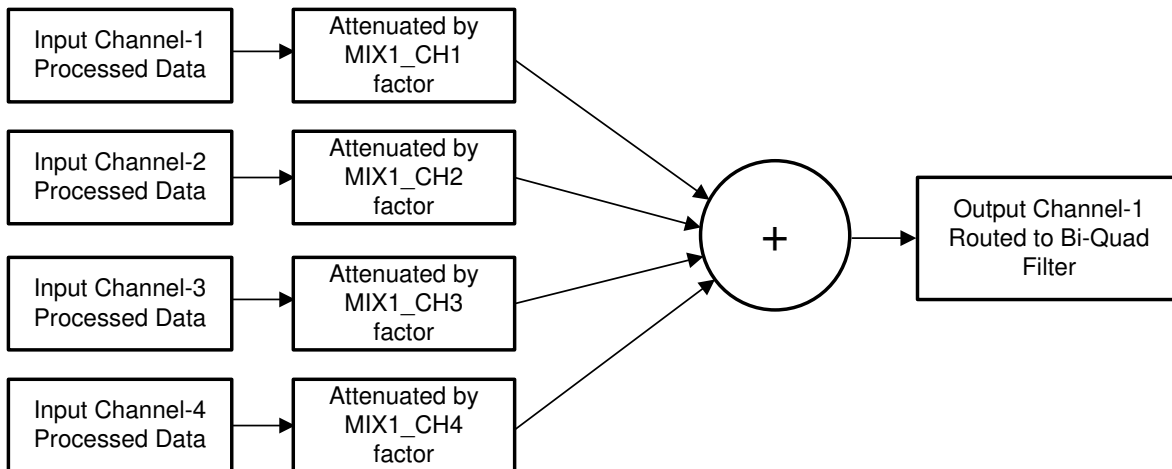 Input Channel-1
Processed Data
Attenuated by
MIX1_CH1
factor
Input Channel-2
Processed Data
Attenuated by
MIX1_CH2
factor
Input Channel-3
Processed Data
Attenuated by
MIX1_CH3
factor
Input Channel-4
Processed Data
Attenuated by
MIX1_CH4
factor
+
Output Channel-1
Routed to Bi-Quad
Filter